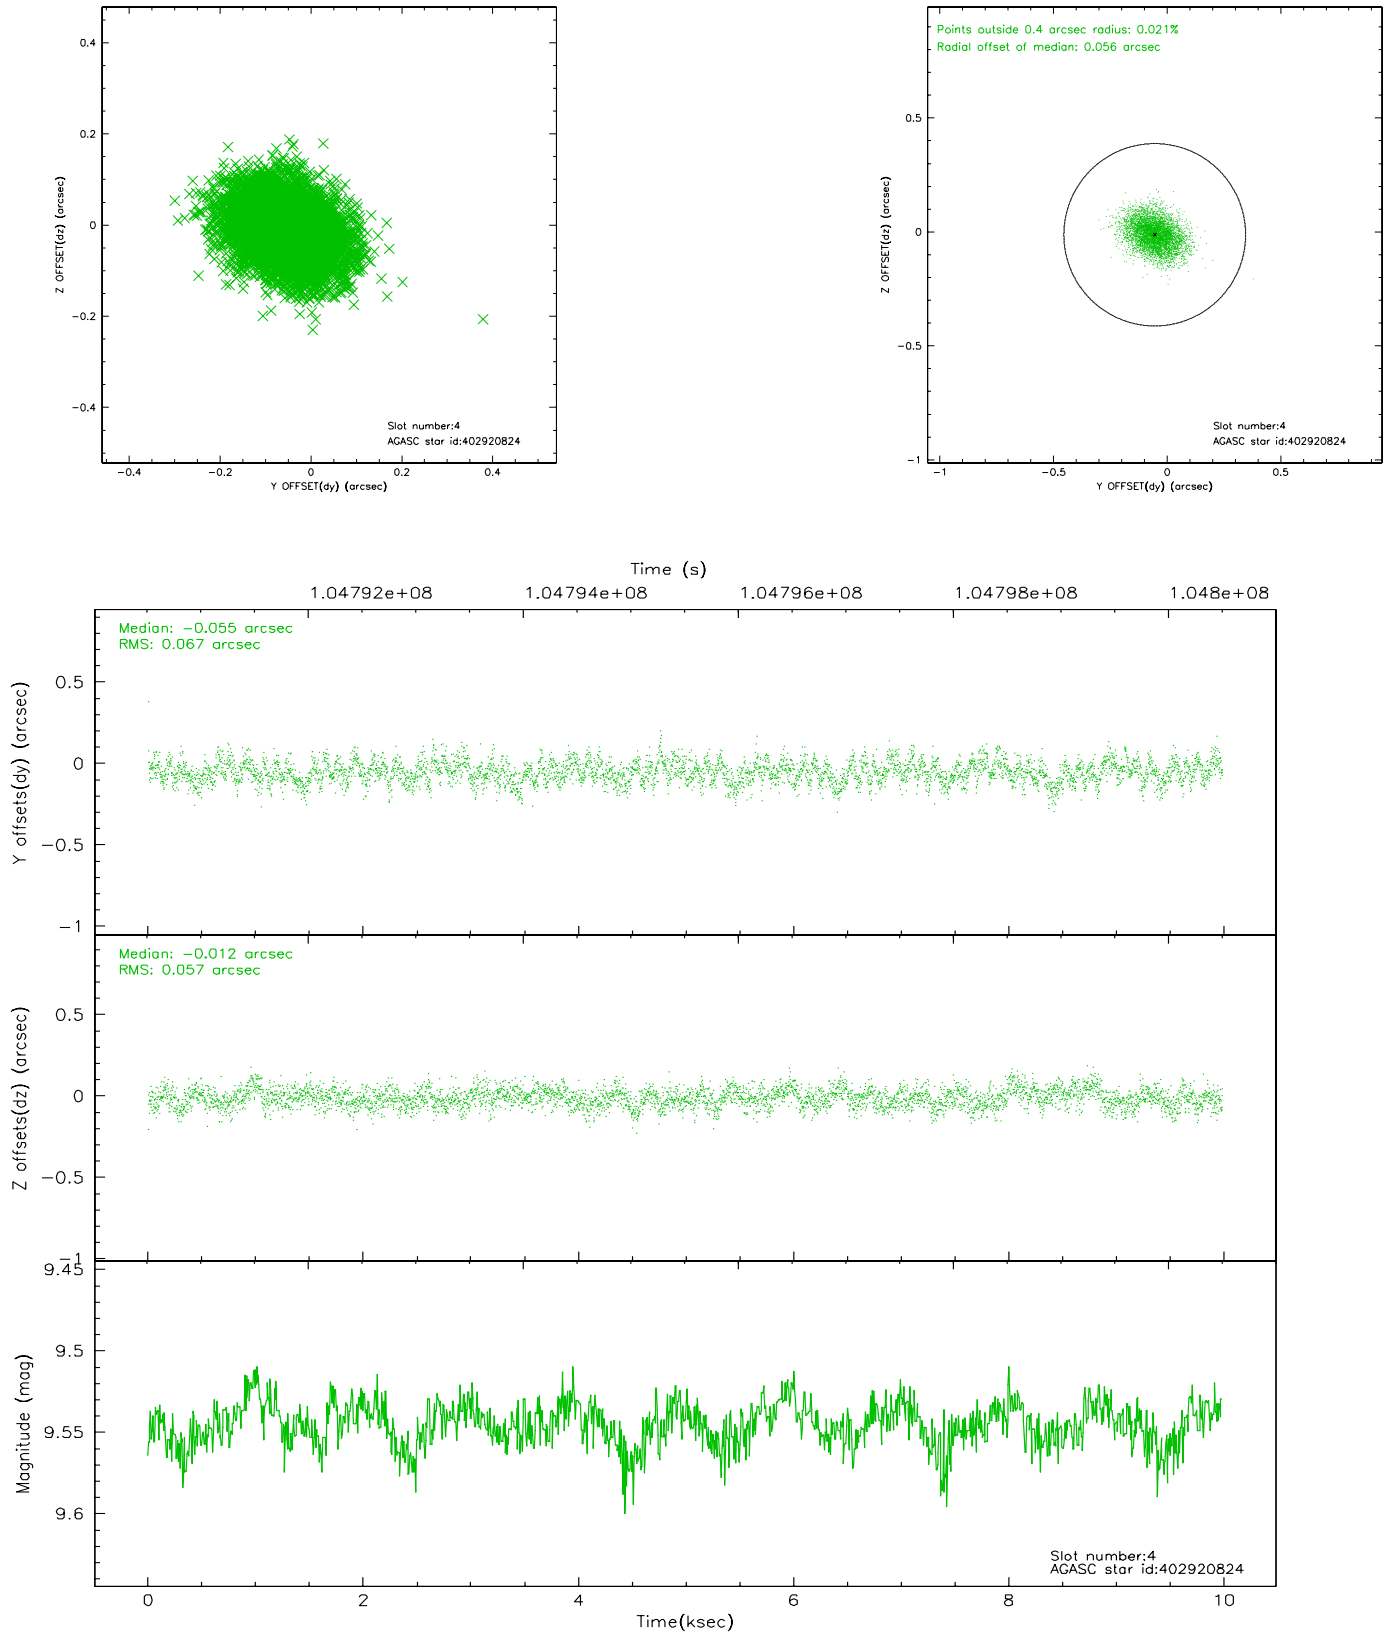 0.4
0.2
0
−0.2
−0.4
Z OFFSET(dz) (arcsec)
Slot number:4
AGASC star id:402920824
−0.4
−0.2
0
0.2
0.4
Y OFFSET(dy) (arcsec)
Points outside 0.4 arcsec radius: 0.021%
Radial offset of median: 0.056 arcsec
0.5
0
−0.5
−1
Z OFFSET(dz) (arcsec)
Slot number:4
AGASC star id:402920824
−1
−0.5
0
0.5
Y OFFSET(dy) (arcsec)
Time (s)
1.04792e+08
1.04794e+08
1.04796e+08
1.04798e+08
1.048e+08
Median: −0.055 arcsec
RMS: 0.067 arcsec
0.5
0
−0.5
−1
Y offsets(dy) (arcsec)
Median: −0.012 arcsec
RMS: 0.057 arcsec
0.5
0
−0.5
−1
Z offsets(dz) (arcsec)
9.45
9.5
9.55
9.6
Magnitude (mag)
Slot number:4
AGASC star id:402920824
0
2
4
6
8
10
Time(ksec)